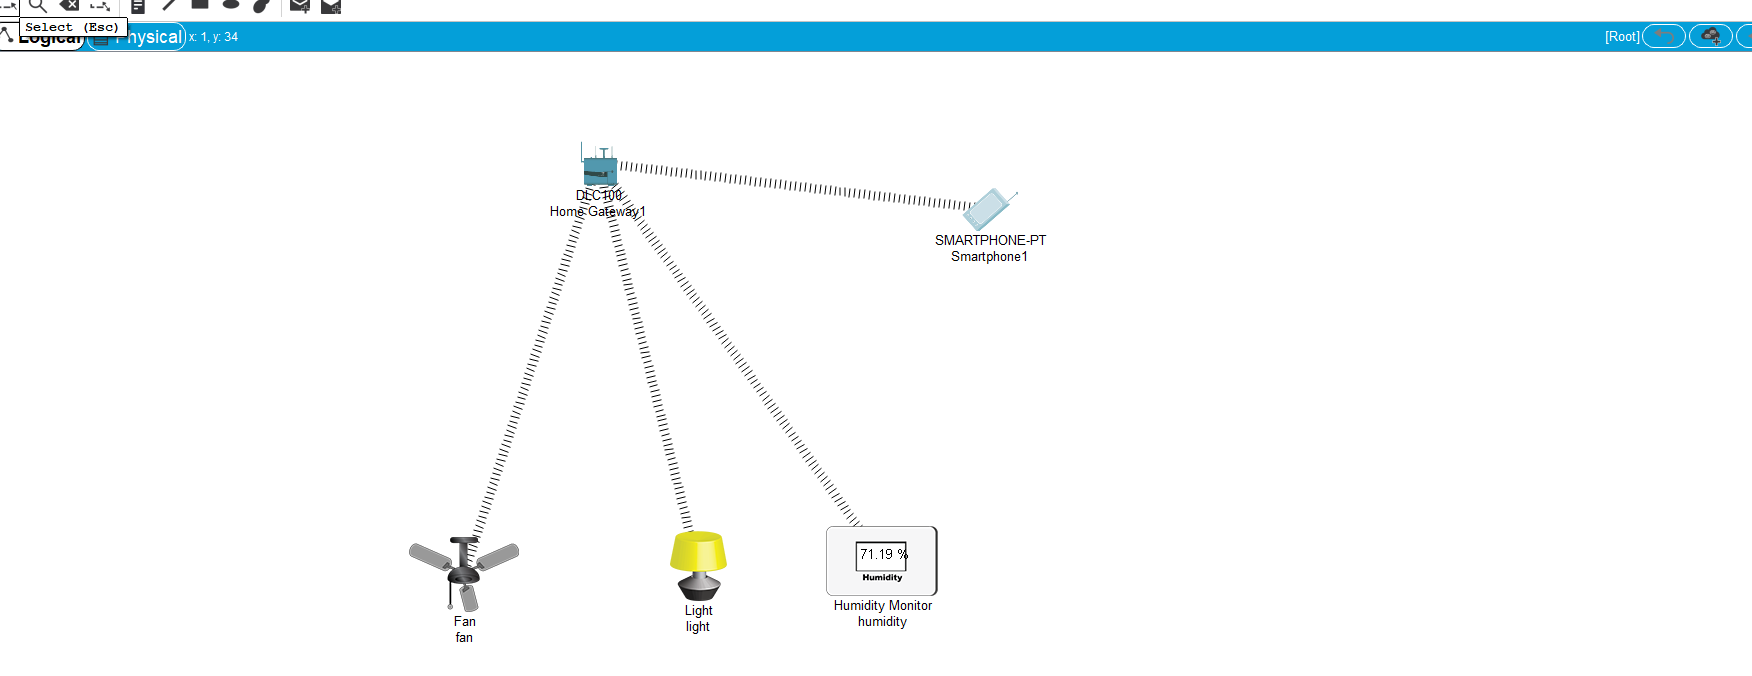 Select (Esc)
Logical
Physical
x: 1, y: 34
[Root]
DLC100
Home Gateway1
SMARTPHONE-PT
Smartphone1
71.19 %
Humidity
Fan
fan
Light
light
Humidity Monitor
humidity